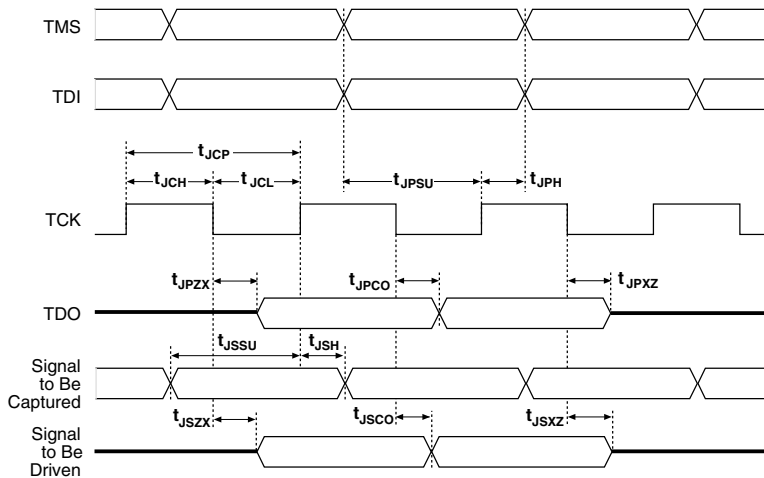 TMS
TDI
tJCP
tJCH
tJCL
tJPSU
tJPH
TCK
tJPZX
tJPCO
tJPXZ
TDO
tJSSU
tJSH
Signal
to Be
Captured
tJSZX
tJSCO
tJSXZ
Signal
to Be
Driven